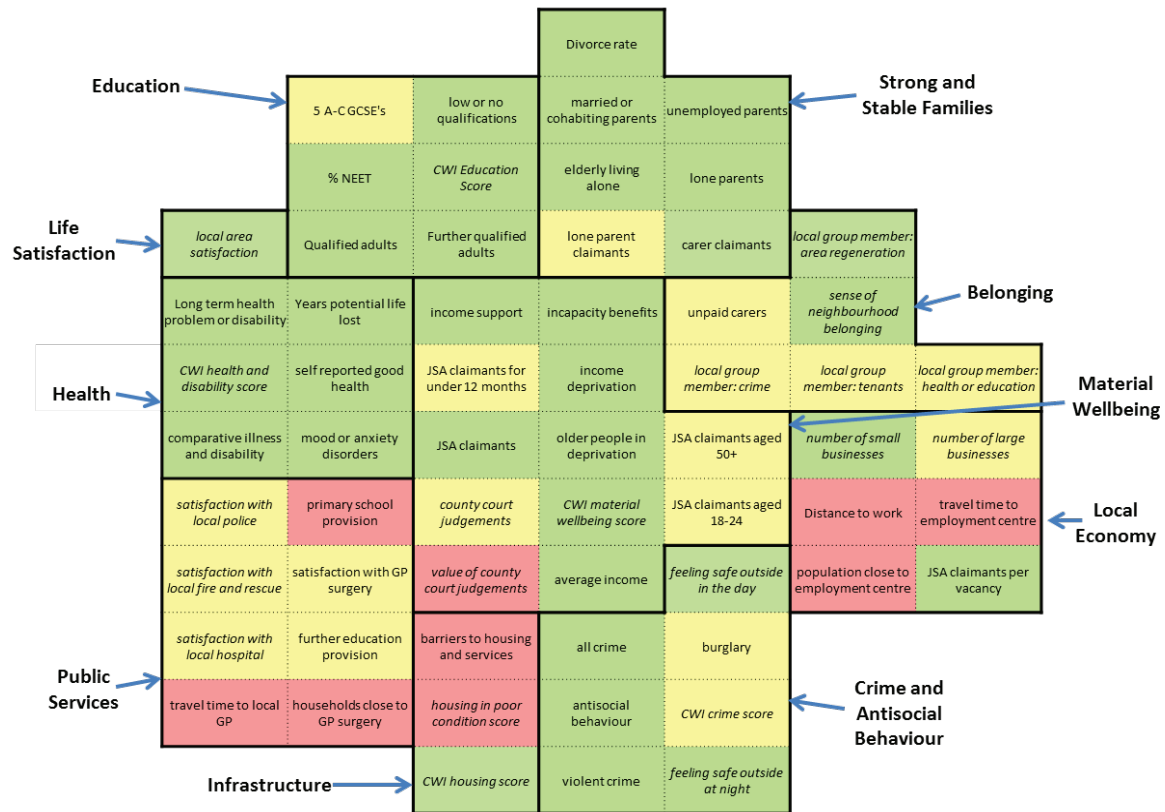 Divorce rate
Education
Strong and
Stable Families
5 A-C GCSE's
low or no
qualifications
married or
cohabiting parents
unemployed parents
% NEET
CWI Education
Score
elderly living
alone
lone parents
Life
Satisfaction
local area
satisfaction
Qualified adults
Further qualified
adults
lone parent
claimants
carer claimants
local group
member:
area regeneration
Long term health
problem or disability
Years potential life
lost
income support
incapacity benefits
unpaid carers
sense of
neighbourhood
belonging
Belonging
Health
CWI health and
disability score
self reported good
health
JSA claimants for
under 12 months
income
deprivation
local group
member: crime
local group
member: tenants
local group member:
health or education
Material
Wellbeing
comparative illness
and disability
mood or anxiety
disorders
JSA claimants
older people in
deprivation
JSA claimants aged
50+
number of small
businesses
number of large
businesses
satisfaction with
local police
primary school
provision
county court
judgements
CWI material
wellbeing score
JSA claimants aged
18-24
Distance to work
travel time to
employment centre
Local
Economy
satisfaction with
local fire and rescue
satisfaction with GP
surgery
value of county
court judgements
average income
feeling safe outside
in the day
population close to
employment centre
JSA claimants per
vacancy
Public
Services
satisfaction with
local hospital
further education
provision
barriers to housing
and services
all crime
burglary
travel time to local
GP
households close to
GP surgery
housing in poor
condition score
antisocial
behaviour
CWI crime score
Crime and
Antisocial
Behaviour
Infrastructure
CWI housing score
violent crime
feeling safe outside
at night